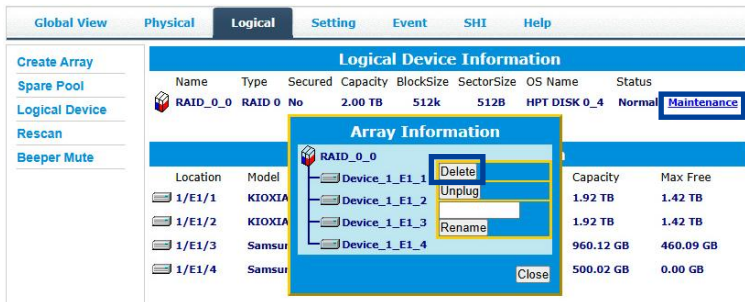 Global View Physical Logical Setting Event SHI Help
Create Array
Spare Pool
Logical Device
Rescan
Beeper Mute
Logical Device Information
Name Type Secured Capacity BlockSize SectorSize OS Name Status
RAID_0_0 RAID 0 No 2.00 TB 512k 512B HPT DISK 0_4 Normal Maintenance
Array Information
RAID_0_0
Device_1_E1_1
Device_1_E1_2
Device_1_E1_3
Device_1_E1_4
Delete
Unplug
Rename
Close
Location Model Capacity Max Free
1/E1/1 KIOXIA 1.92 TB 1.42 TB
1/E1/2 KIOXIA 1.92 TB 1.42 TB
1/E1/3 Samsu 960.12 GB 460.09 GB
1/E1/4 Samsu 500.02 GB 0.00 GB